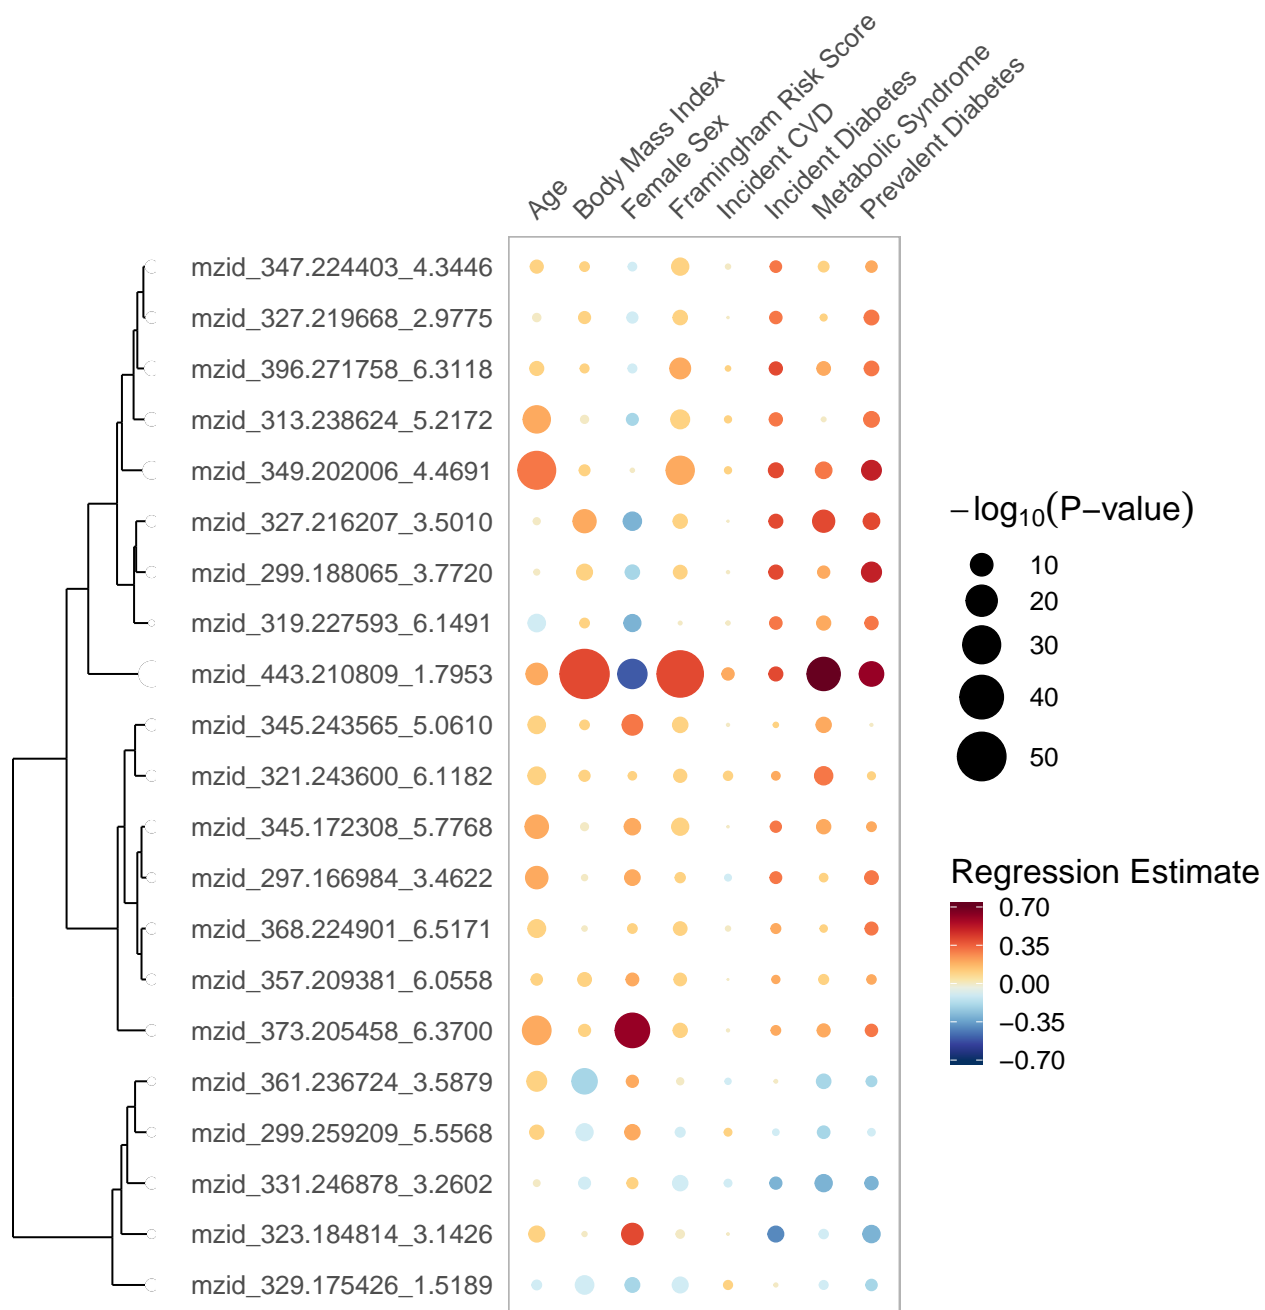 Age
Body Mass Index
Female Sex
Framingham Risk Score
Incident CVD
Incident Diabetes
Metabolic Syndrome
Prevalent Diabetes
mzid_347.224403_4.3446
mzid_327.219668_2.9775
mzid_396.271758_6.3118
mzid_313.238624_5.2172
mzid_349.202006_4.4691
mzid_327.216207_3.5010
mzid_299.188065_3.7720
mzid_319.227593_6.1491
mzid_443.210809_1.7953
mzid_345.243565_5.0610
mzid_321.243600_6.1182
mzid_345.172308_5.7768
mzid_297.166984_3.4622
mzid_368.224901_6.5171
mzid_357.209381_6.0558
mzid_373.205458_6.3700
mzid_361.236724_3.5879
mzid_299.259209_5.5568
mzid_331.246878_3.2602
mzid_323.184814_3.1426
mzid_329.175426_1.5189
−log₁₀(P−value)
10
20
30
40
50
Regression Estimate
0.70
0.35
0.00
−0.35
−0.70